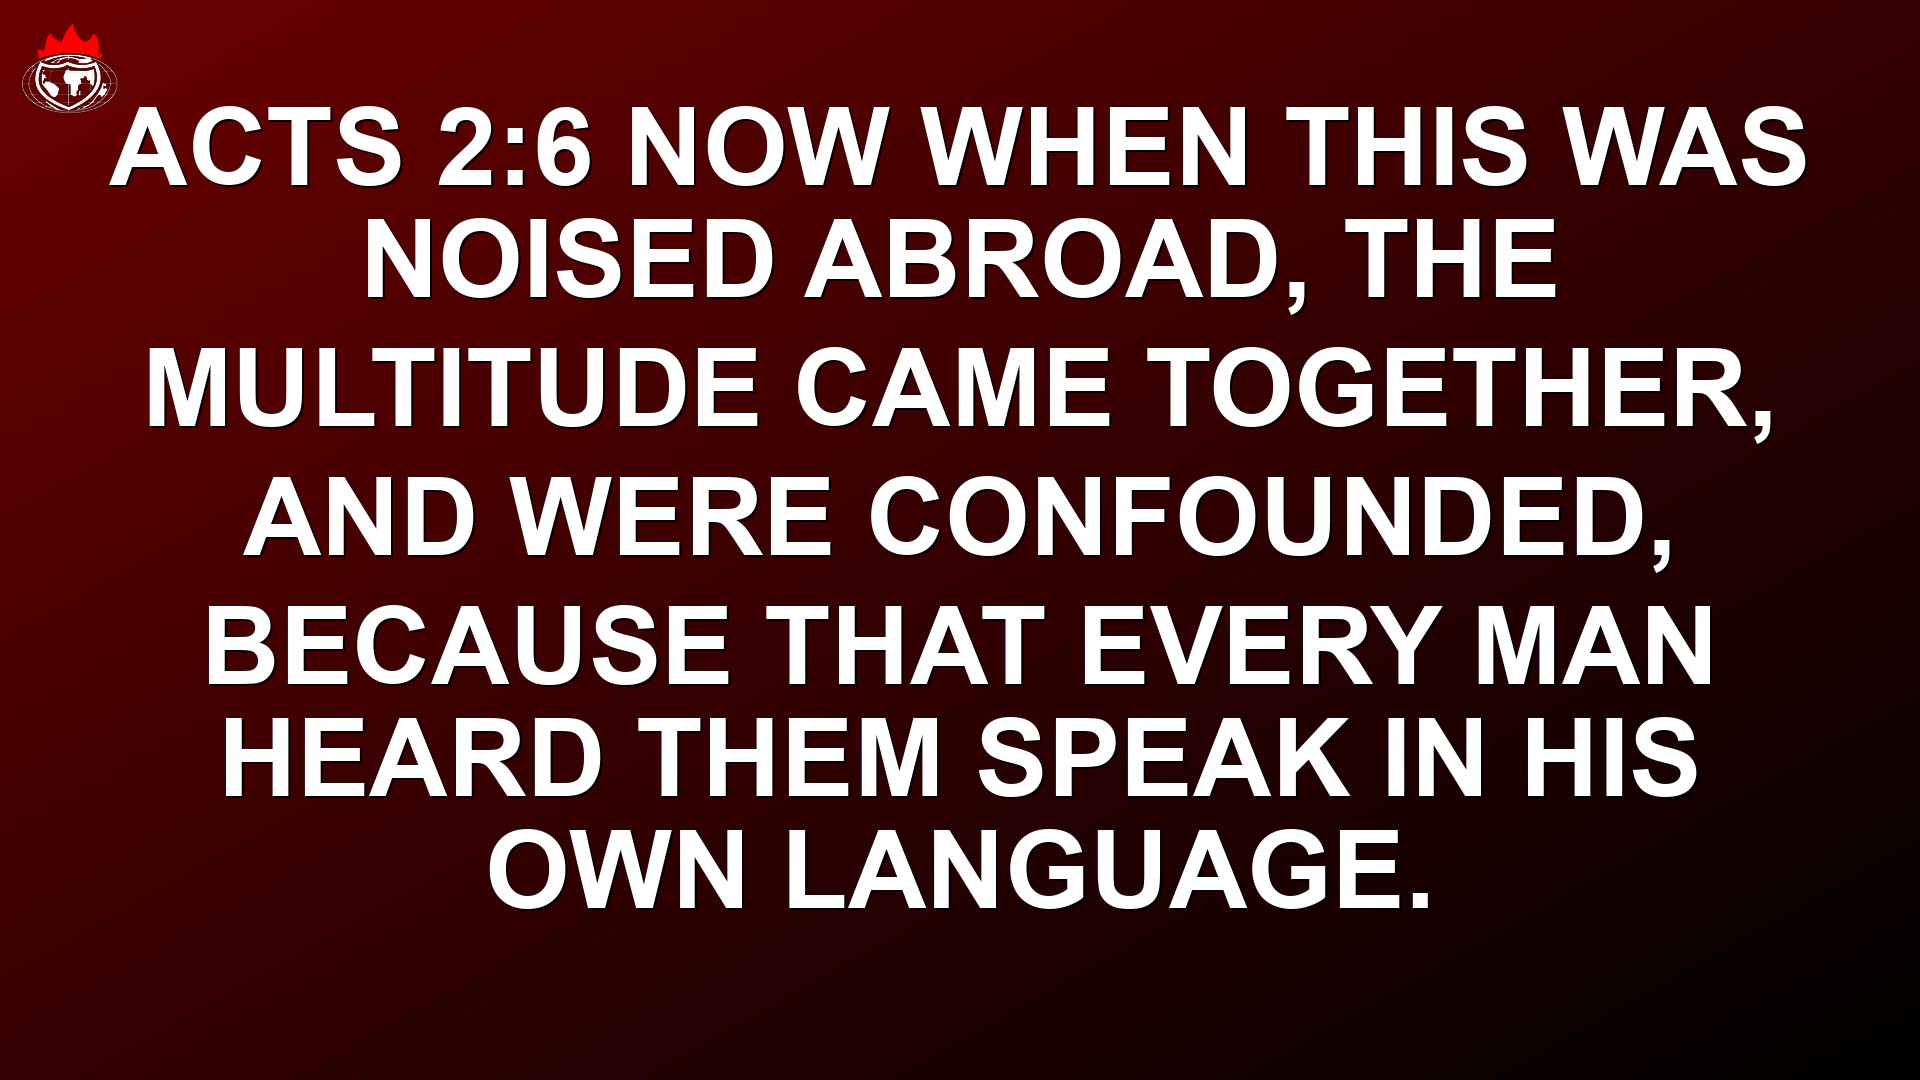 ACTS 2:6 NOW WHEN THIS WAS
NOISED ABROAD, THE
MULTITUDE CAME TOGETHER,
AND WERE CONFOUNDED,
BECAUSE THAT EVERY MAN
HEARD THEM SPEAK IN HIS
OWN LANGUAGE.